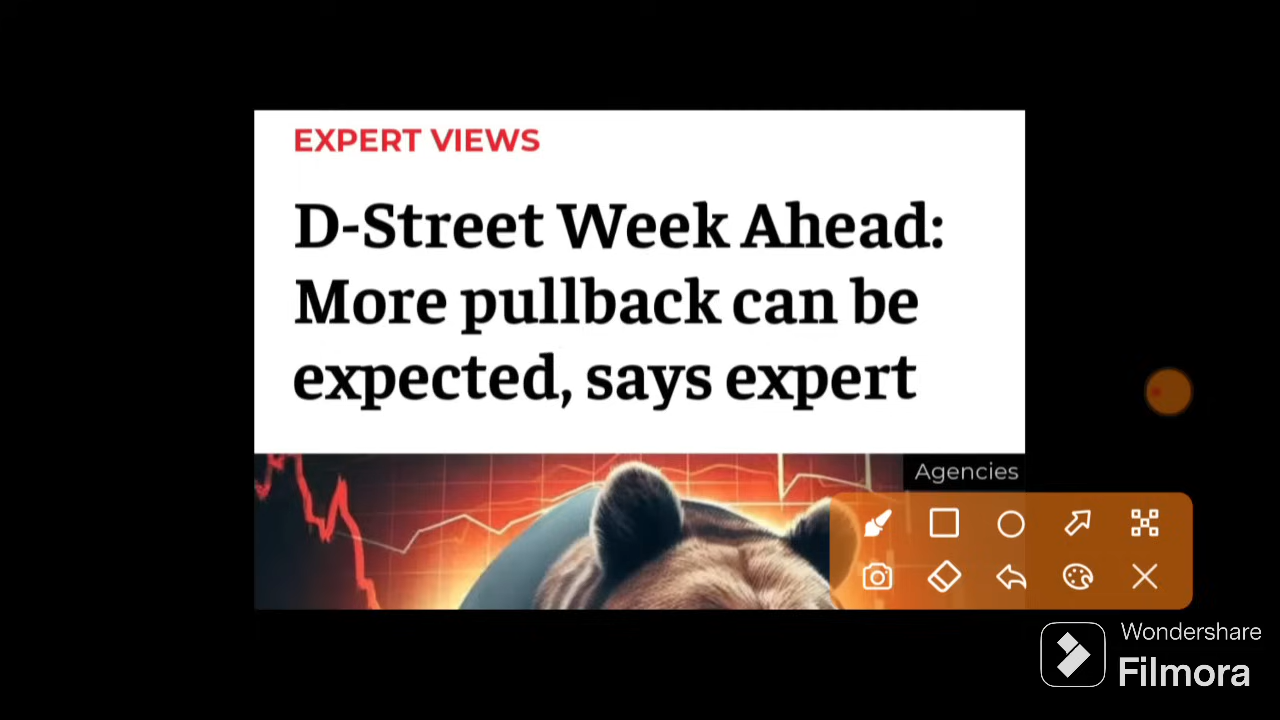 EXPERT VIEWS
D-Street Week Ahead:
More pullback can be
expected, says expert
Agencies
Wondershare
Filmora